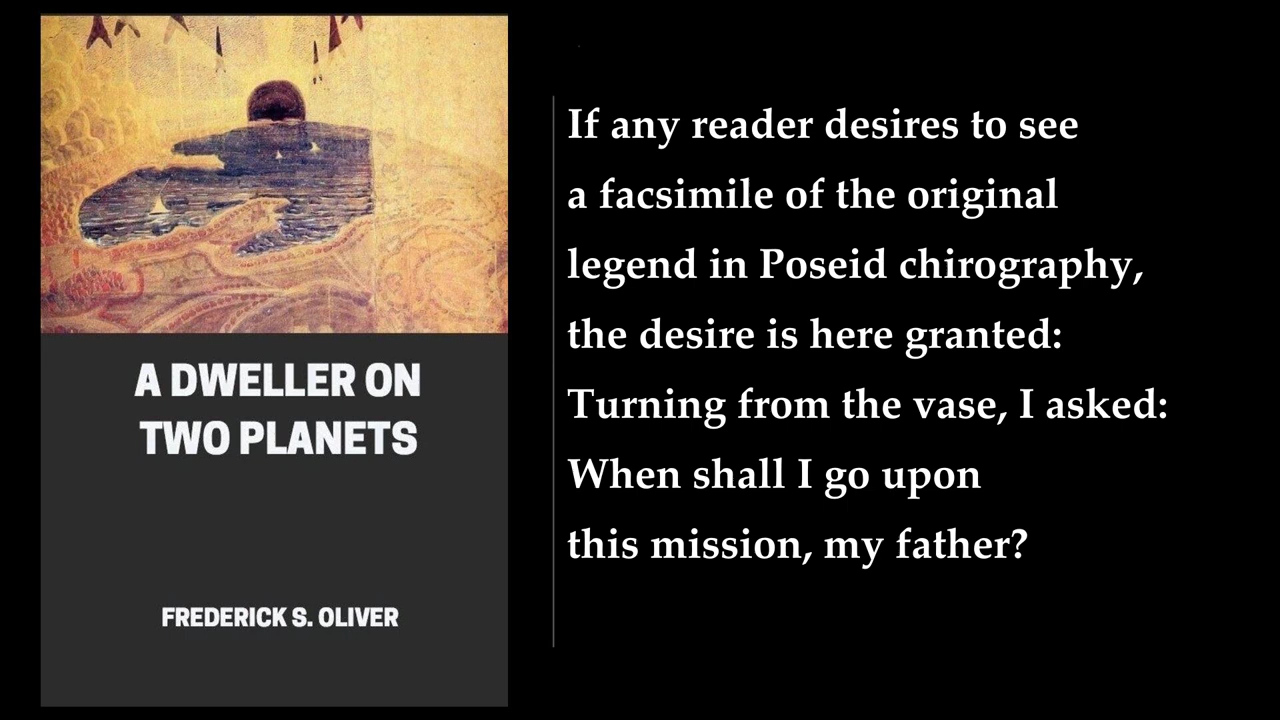 A DWELLER ON
TWO PLANETS
FREDERICK S. OLIVER
If any reader desires to see
a facsimile of the original
legend in Poseid chirography,
the desire is here granted:
Turning from the vase, I asked:
When shall I go upon
this mission, my father?